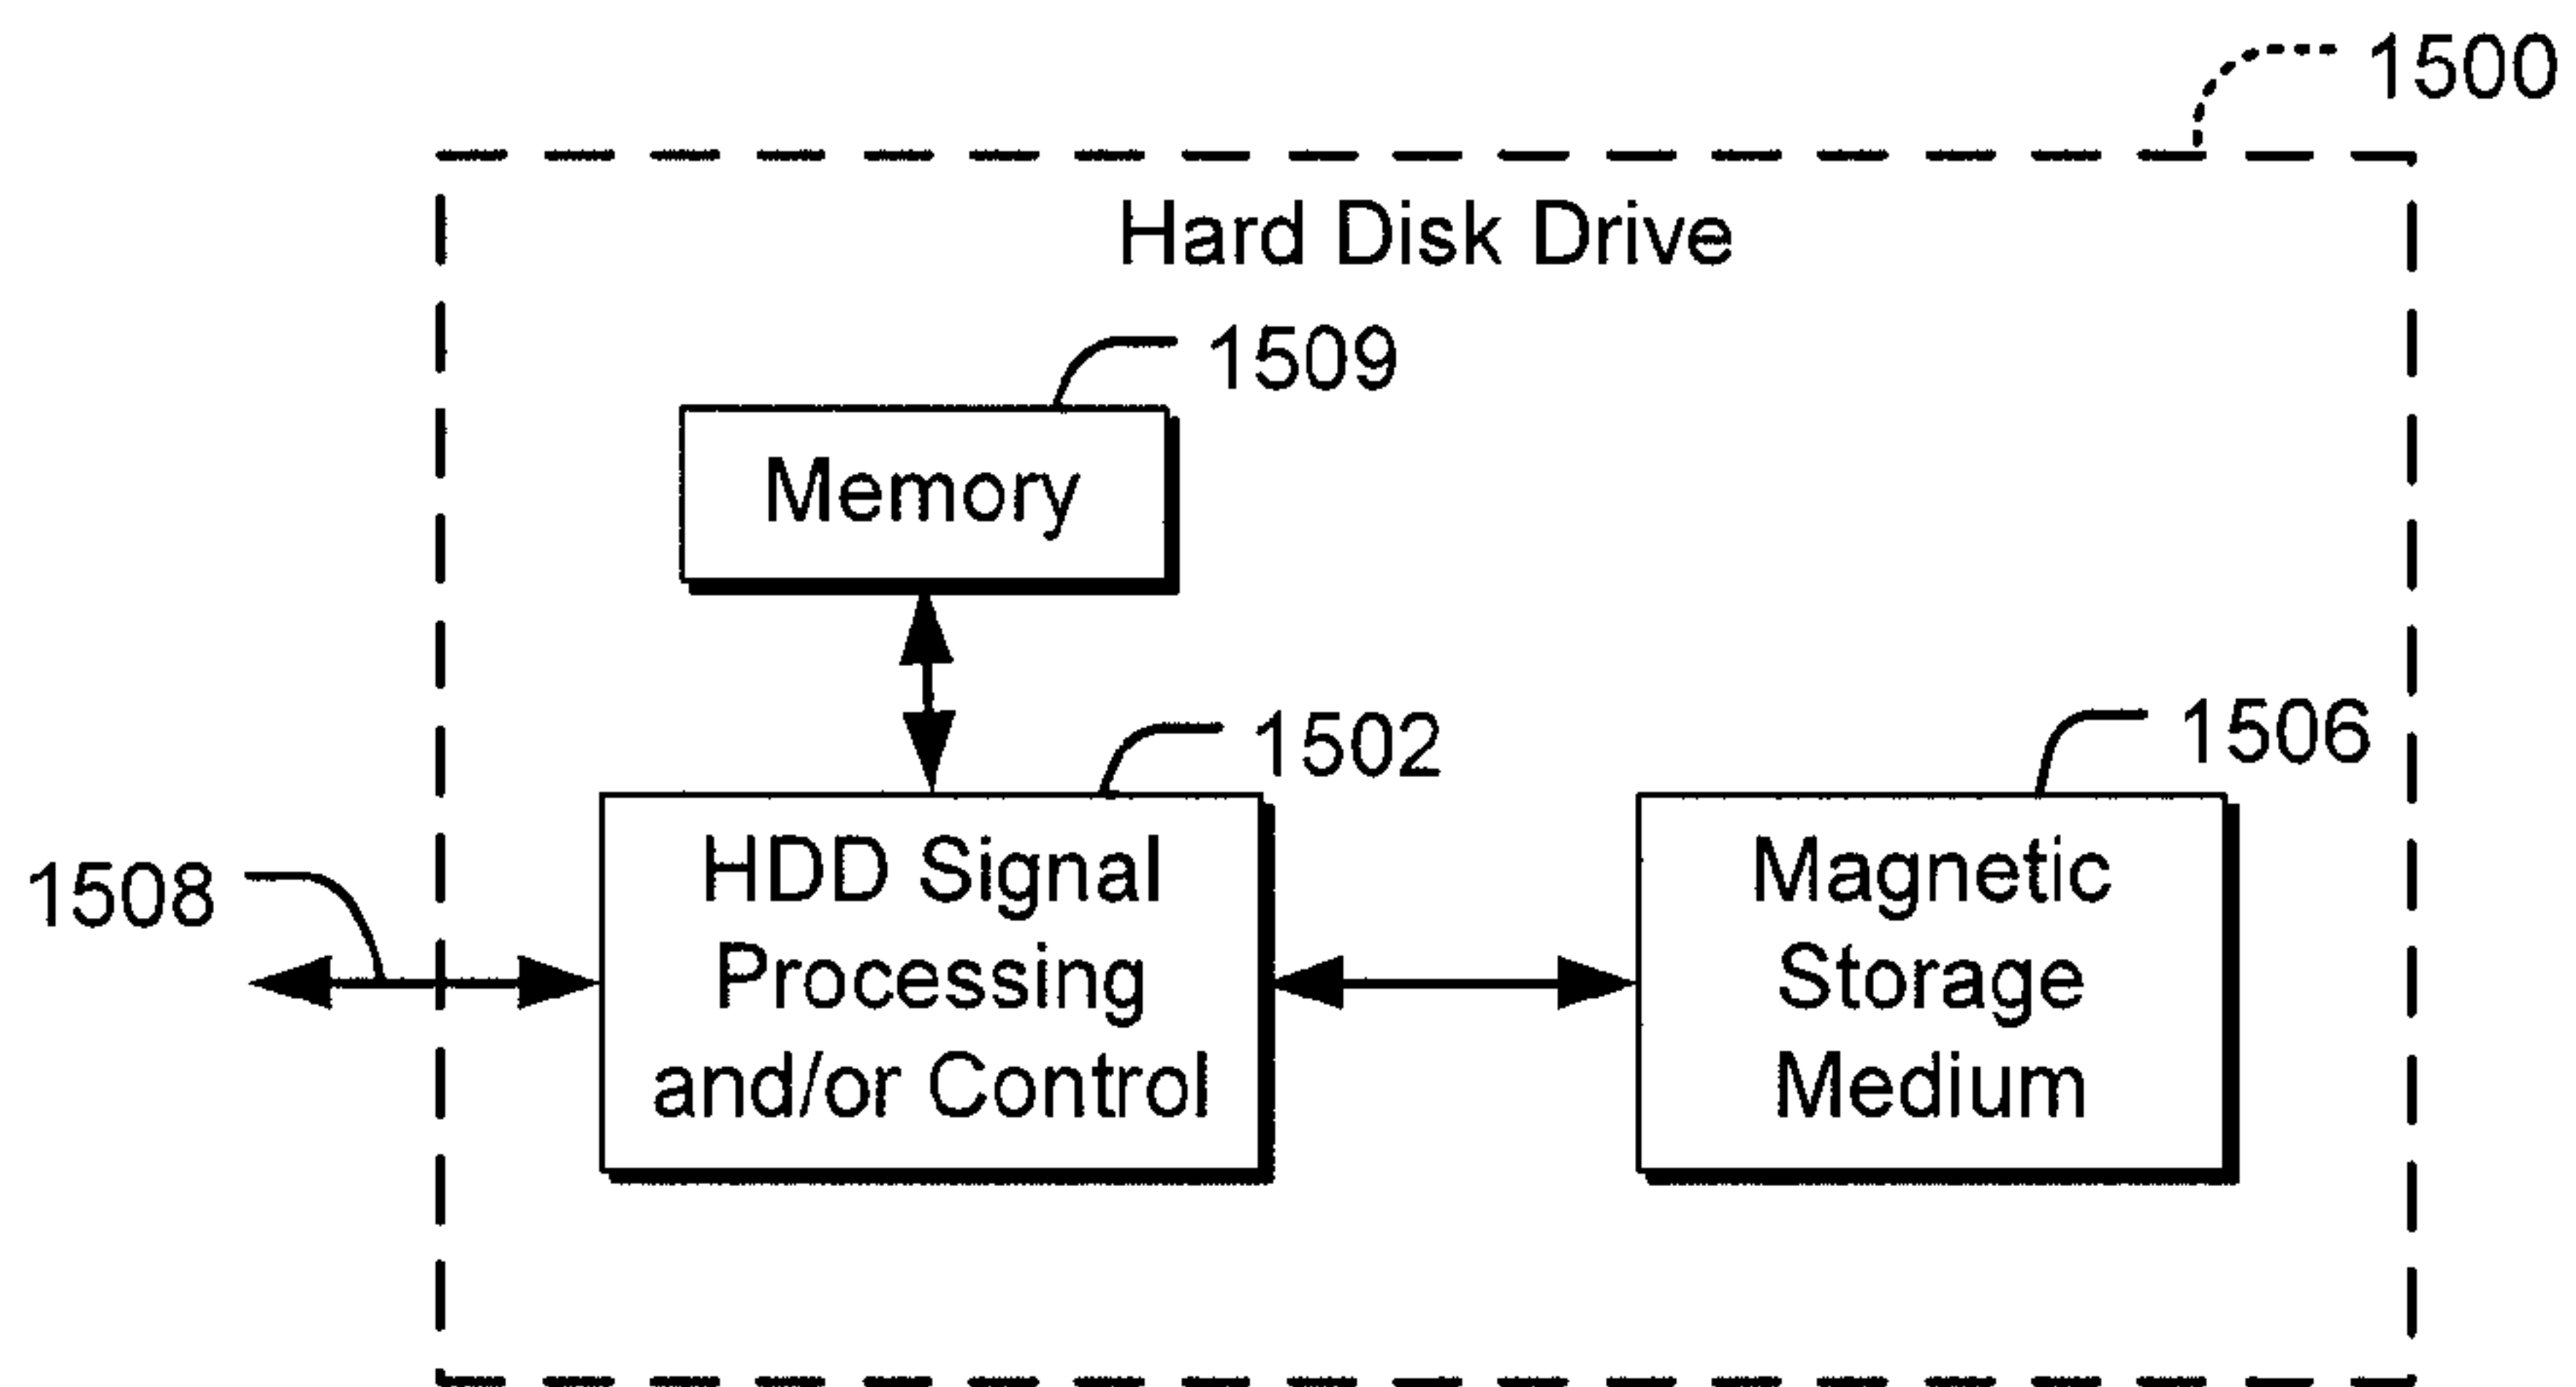 1500
Hard Disk Drive
1509
Memory
1502
1506
1508
HDD Signal
Processing
and/or Control
Magnetic
Storage
Medium